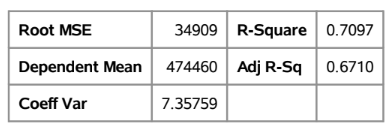 Root MSE 34909 R-Square 0.7097
Dependent Mean 474460 Adj R-Sq 0.6710
Coeff Var 7.35759